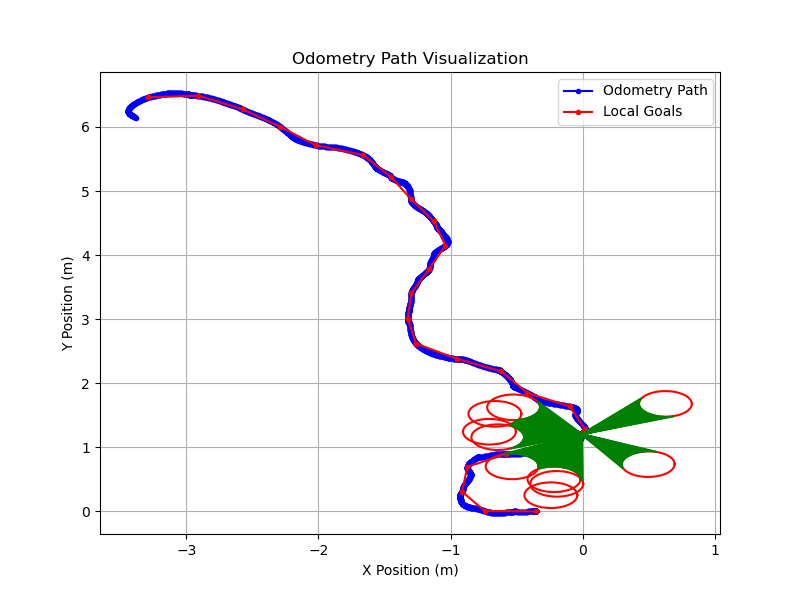 Odometry Path Visualization
Odometry Path
Local Goals
Y Position (m)
6
5
4
3
2
1
0
−3
−2
−1
0
1
X Position (m)